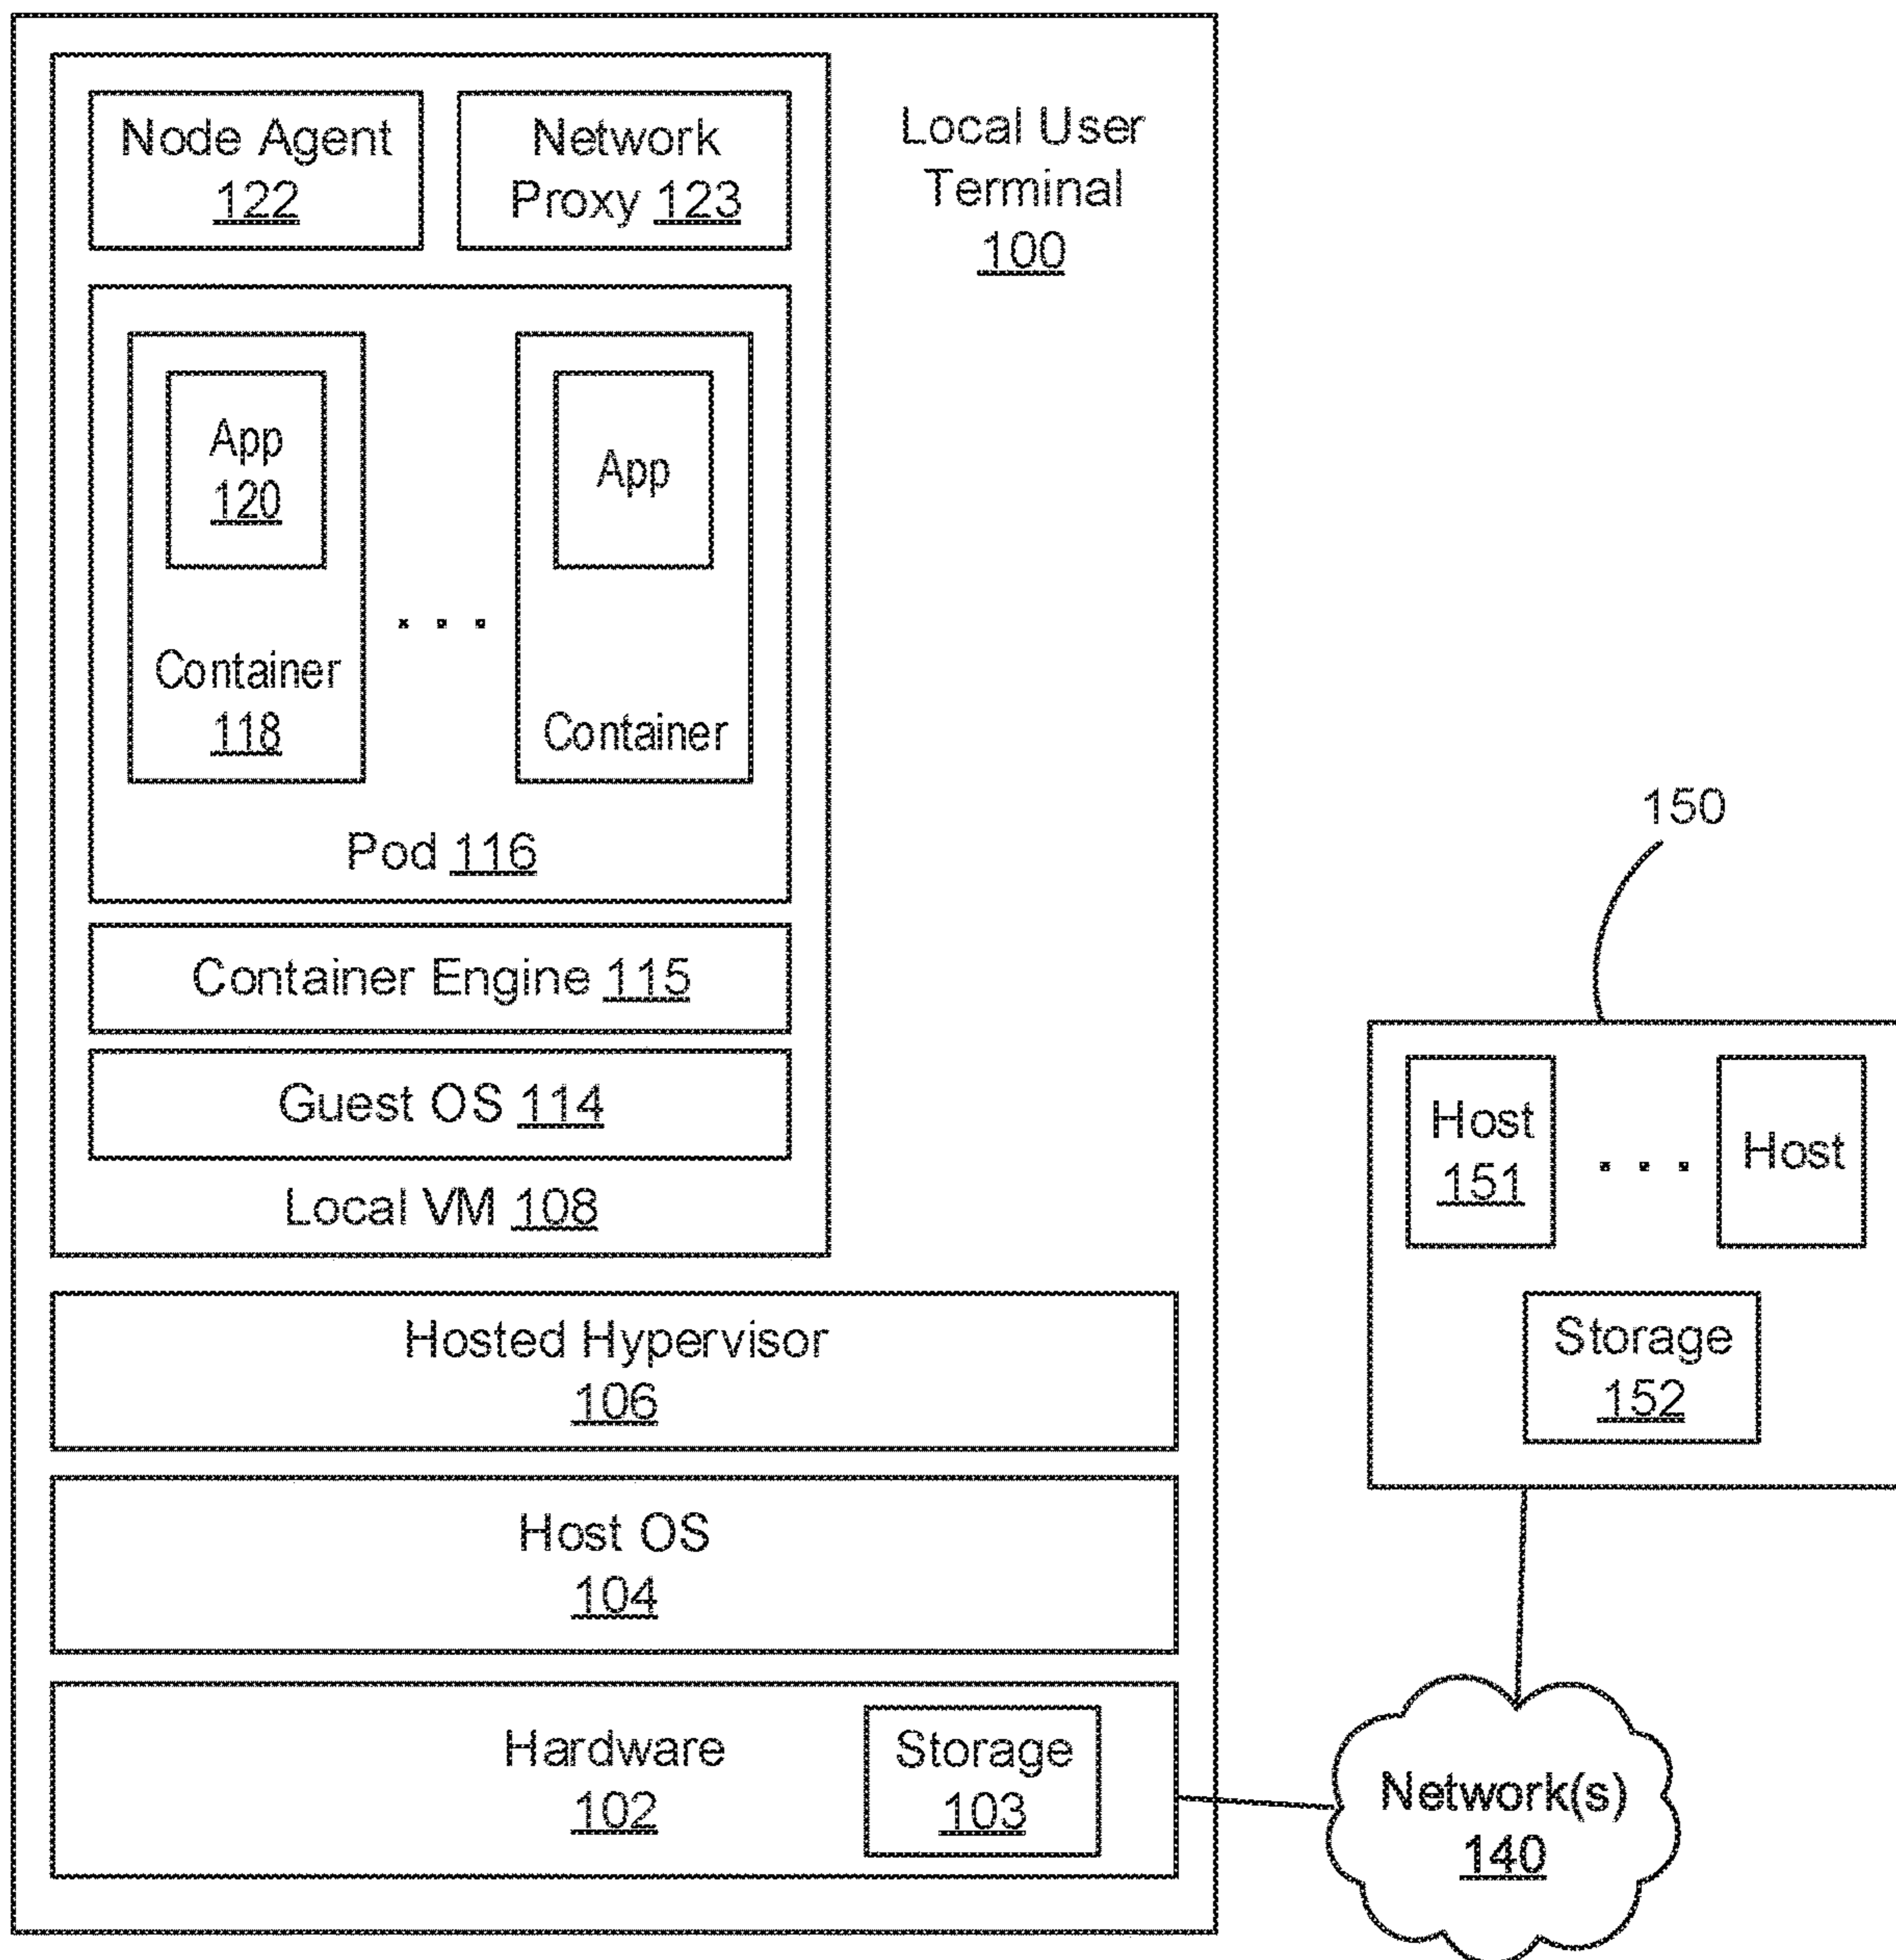 Node Agent
122
Network
Proxy 123
Local User
Terminal
100
App
120
App
. . .
Container
118
Container
Pod 116
Container Engine 115
Guest OS 114
Local VM 108
150
Host
151
. . .
Host
Storage
152
Hosted Hypervisor
106
Host OS
104
Hardware
102
Storage
103
Network(s)
140